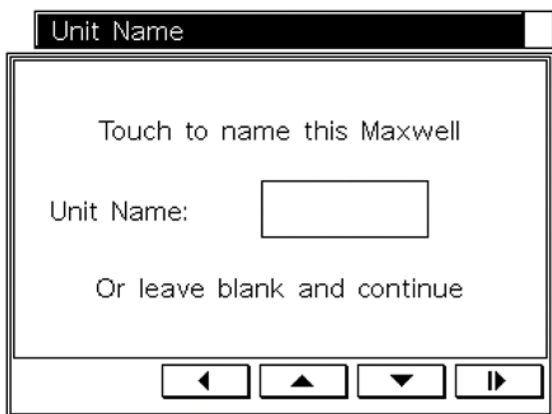 Unit Name
Touch to name this Maxwell
Unit Name:
Or leave blank and continue